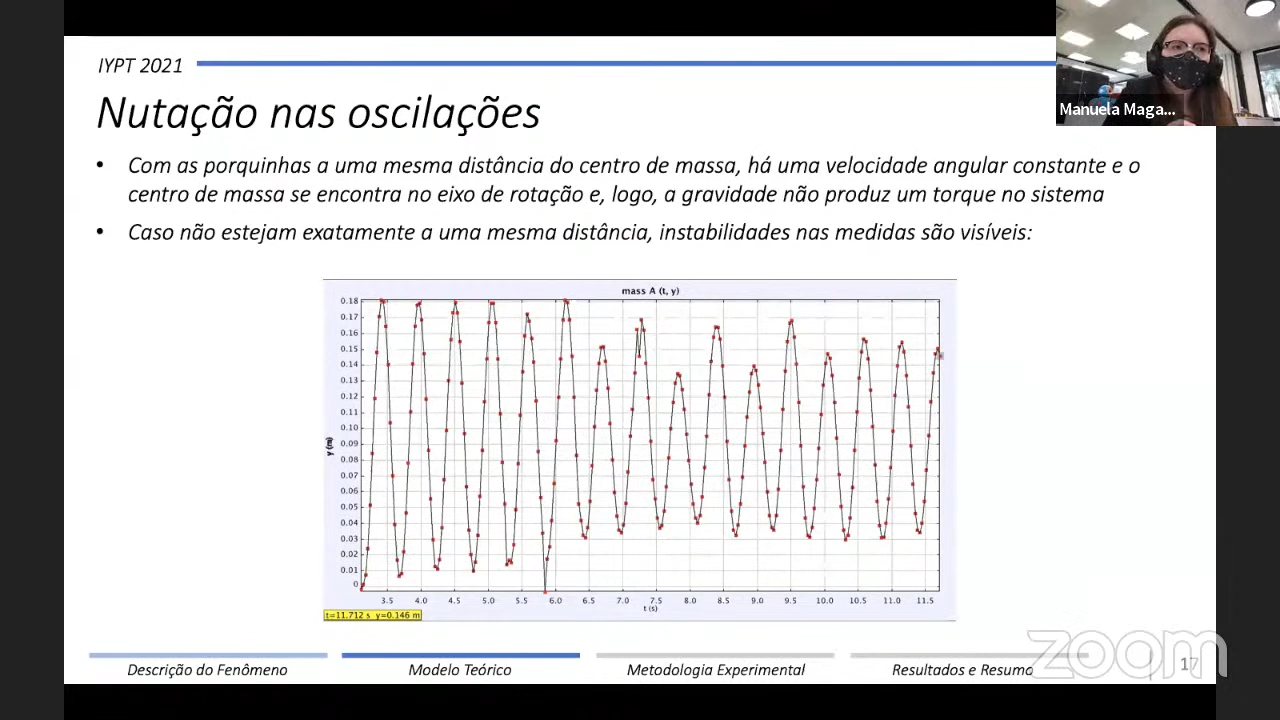 IYPT 2021
Manuela Maga...
Nutação nas oscilações
• Com as porquinhas a uma mesma distância do centro de massa, há uma velocidade angular constante e o
centro de massa se encontra no eixo de rotação e, logo, a gravidade não produz um torque no sistema
• Caso não estejam exatamente a uma mesma distância, instabilidades nas medidas são visíveis:
mass A (t, y)
0.18
0.17
0.16
0.15
0.14
0.13
0.12
0.11
0.10
0.09
0.08
0.07
0.06
0.05
0.04
0.03
0.02
0.01
0
y (m)
3.5 4.0 4.5 5.0 5.5 6.0 6.5 7.0 7.5 8.0 8.5 9.0 9.5 10.0 10.5 11.0 11.5
t (s)
t=11.712 s y=0.146 m
Descrição do Fenômeno Modelo Teórico Metodologia Experimental Resultados e Resumo 17
zoom